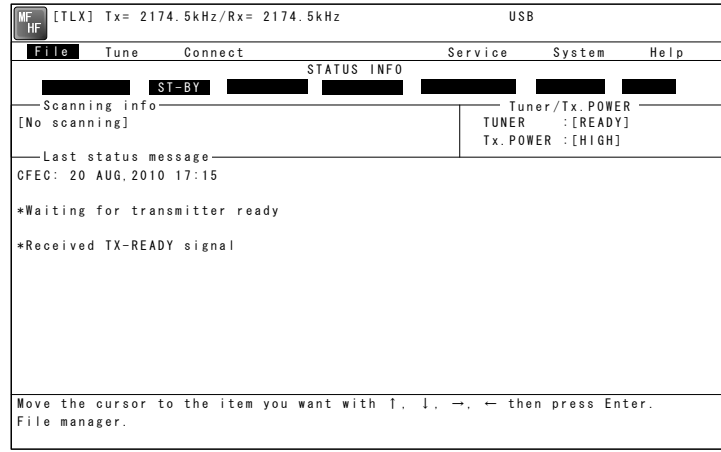 MF HF [TLX] Tx= 2174.5kHz/Rx= 2174.5kHz USB
File Tune Connect Service System Help
STATUS INFO
ST-BY
Scanning info Tuner/Tx.POWER
[No scanning] TUNER :[READY]
Tx.POWER :[HIGH]
Last status message
CFEC: 20 AUG,2010 17:15
*Waiting for transmitter ready
*Received TX-READY signal
Move the cursor to the item you want with ↑, ↓, →, ← then press Enter.
File manager.